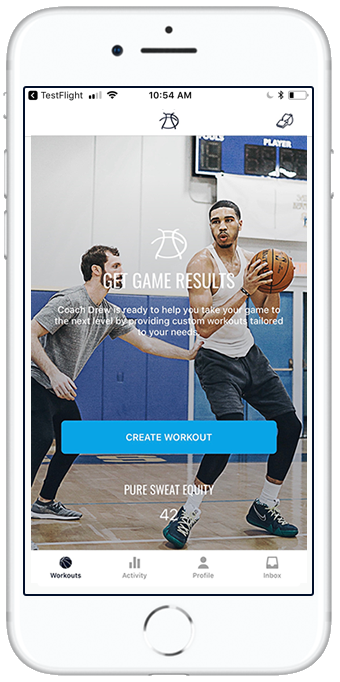 TestFlight
10:54 AM
PLAYER
GET GAME RESULTS
Coach Drew is ready to help you take your game to
the next level by providing custom workouts tailored
to your needs.
CREATE WORKOUT
PURE SWEAT EQUITY
42
Workouts Activity Profile Inbox